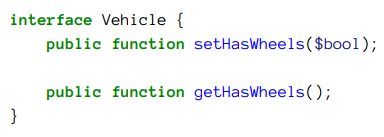 interface Vehicle {
    public function setHasWheels($bool);

    public function getHasWheels();
}